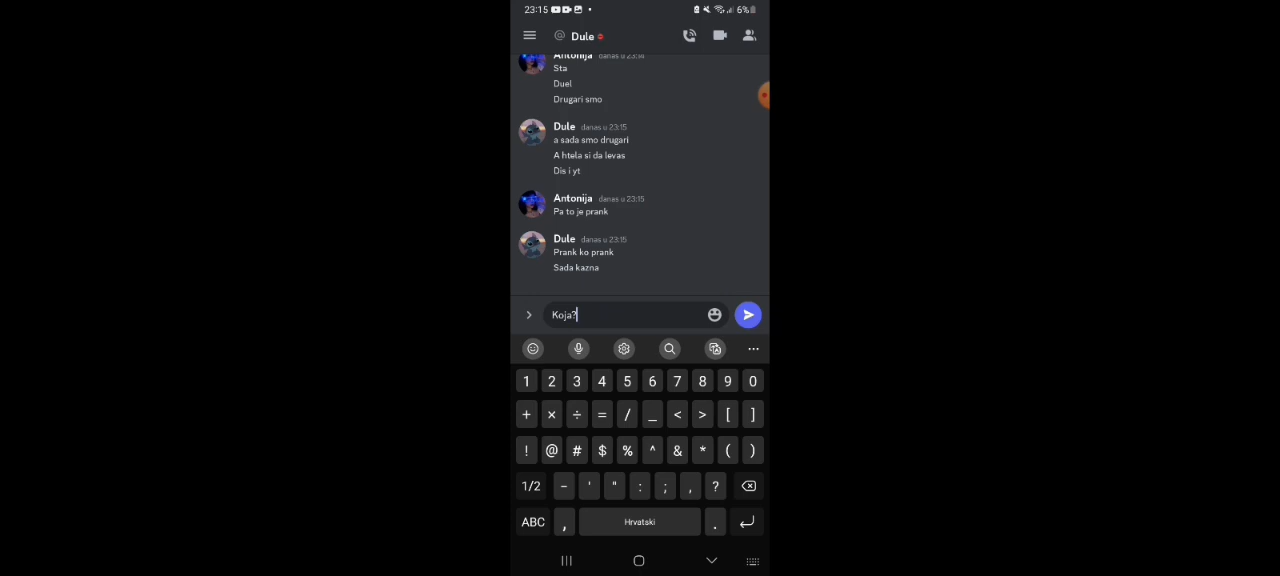 23:15 6%
@ Dule
Antonija danas u 23:14
Sta
Duel
Drugari smo
Dule danas u 23:15
a sada smo drugari
A htela si da levas
Dis i yt
Antonija danas u 23:15
Pa to je prank
Dule danas u 23:15
Prank ko prank
Sada kazna
Koja?
1 2 3 4 5 6 7 8 9 0
+ × ÷ = / _ < > [ ]
! @ # $ % ^ & * ( )
1/2 - ' " : ; , ?
ABC , Hrvatski .